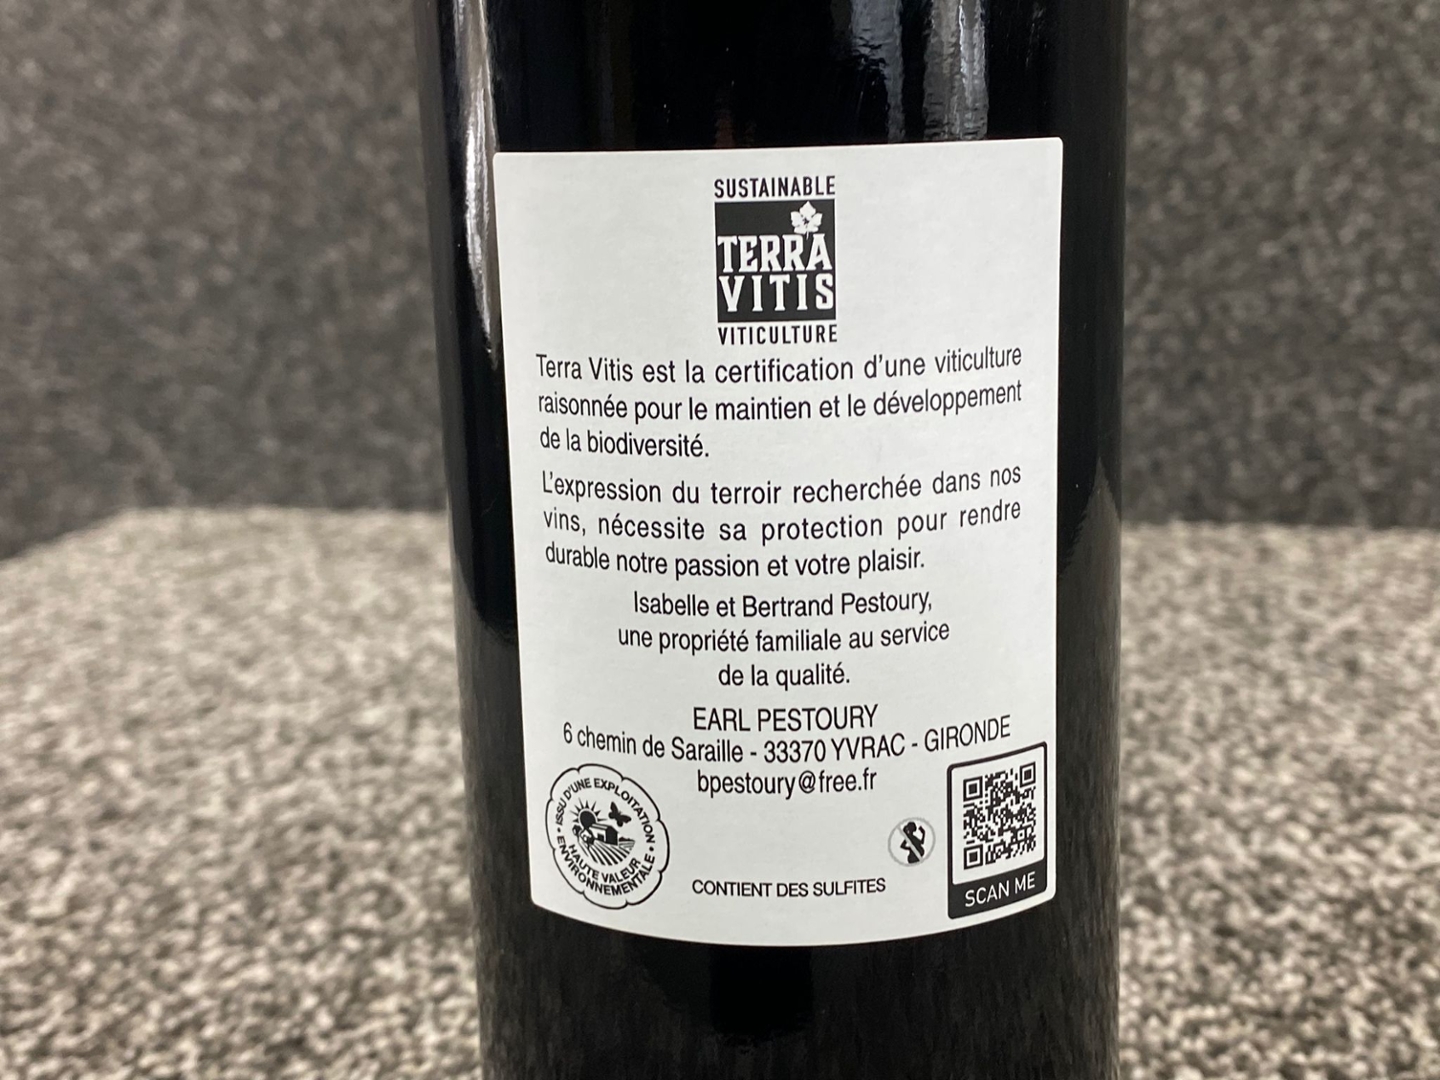 SUSTAINABLE
TERRA
VITIS
VITICULTURE
Terra Vitis est la certification d'une viticulture
raisonnée pour le maintien et le développement
de la biodiversité.
L'expression du terroir recherchée dans nos
vins, nécessite sa protection pour rendre
durable notre passion et votre plaisir.
Isabelle et Bertrand Pestoury,
une propriété familiale au service
de la qualité.
EARL PESTOURY
6 chemin de Saraille - 33370 YVRAC - GIRONDE
bpestoury@free.fr
• ISSU D'UNE EXPLOITATION •
HAUTE VALEUR
ENVIRONNEMENTALE
CONTIENT DES SULFITES
SCAN ME